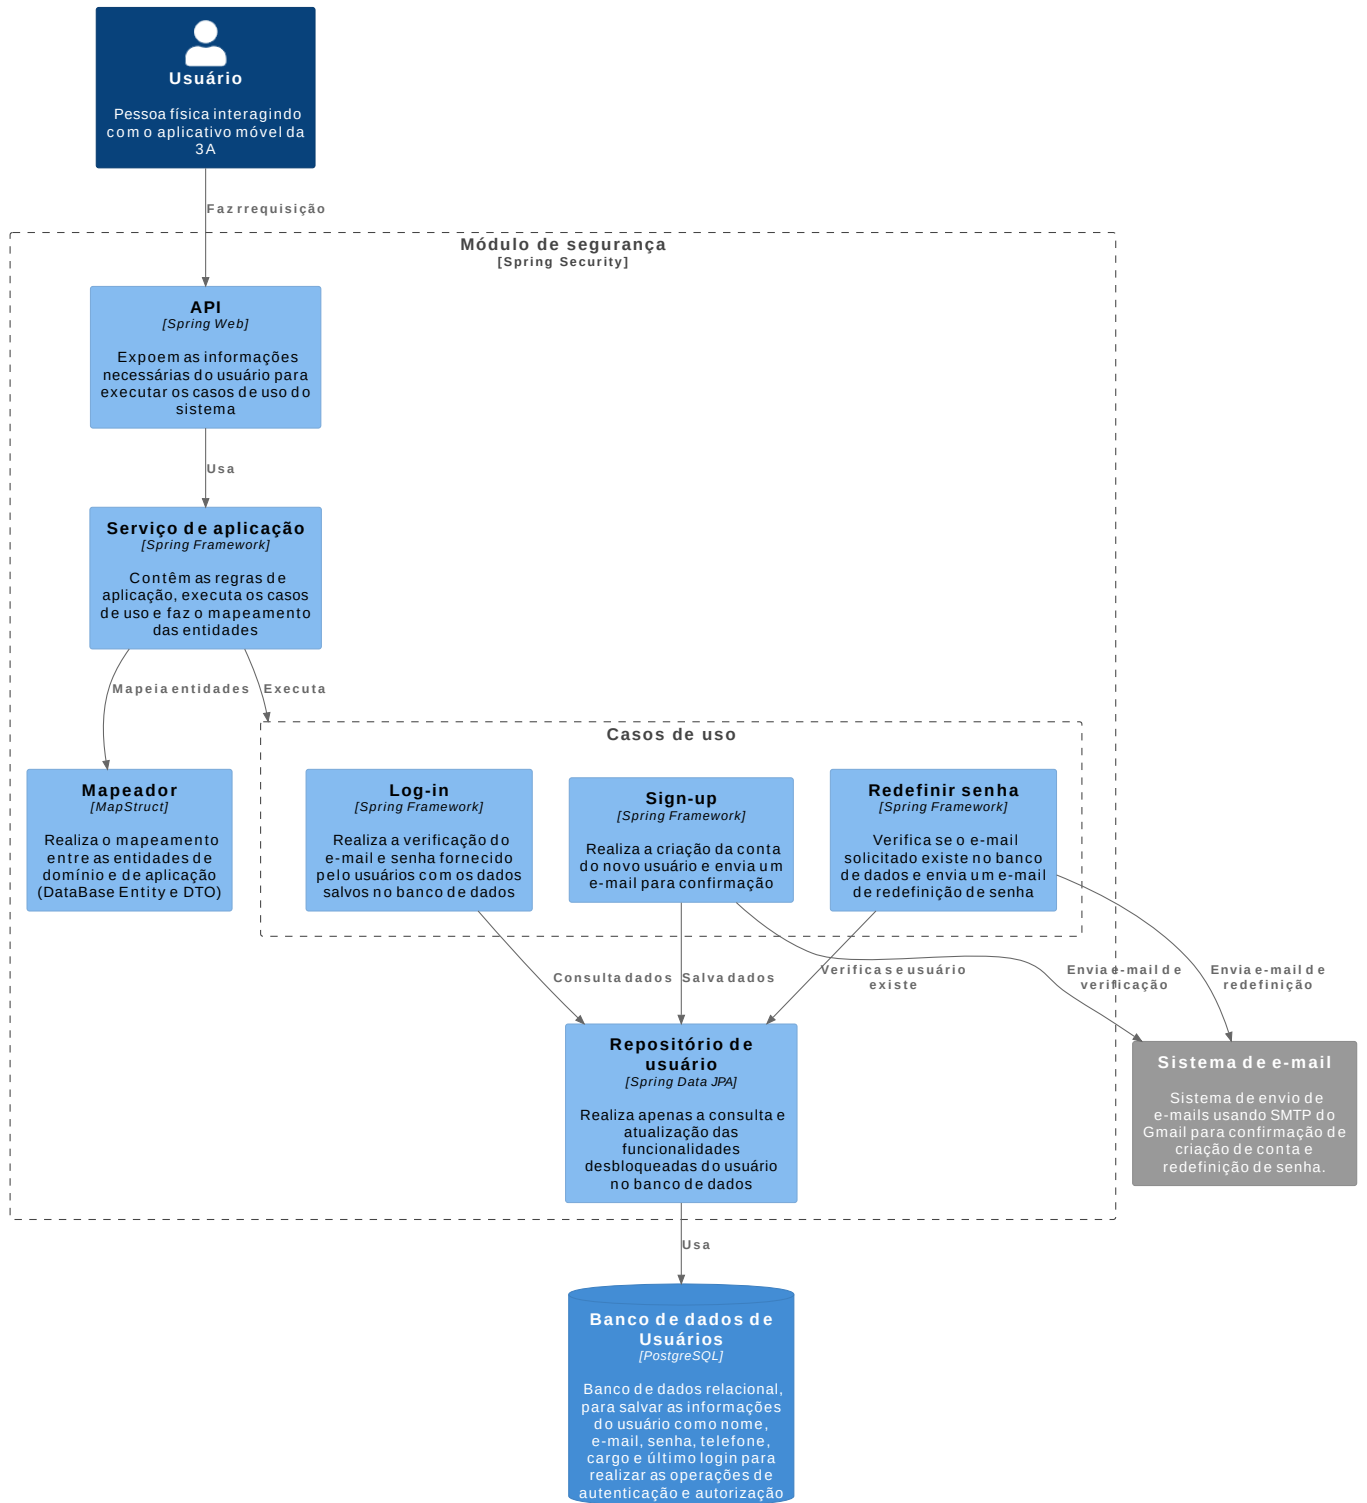 Usuário
Pessoa física interagindo
com o aplicativo móvel da
3A
Faz rrequisição
Módulo de segurança
[Spring Security]
API
[Spring Web]
Expoem as informações
necessárias do usuário para
executar os casos de uso do
sistema
Usa
Serviço de aplicação
[Spring Framework]
Contêm as regras de
aplicação, executa os casos
de uso e faz o mapeamento
das entidades
Mapeia entidades
Executa
Casos de uso
Mapeador
[MapStruct]
Realiza o mapeamento
entre as entidades de
domínio e de aplicação
(DataBase Entity e DTO)
Log-in
[Spring Framework]
Realiza a verificação do
e-mail e senha fornecido
pelo usuários com os dados
salvos no banco de dados
Sign-up
[Spring Framework]
Realiza a criação da conta
do novo usuário e envia um
e-mail para confirmação
Redefinir senha
[Spring Framework]
Verifica se o e-mail
solicitado existe no banco
de dados e envia um e-mail
de redefinição de senha
Consulta dados
Salva dados
Verifica se usuário
existe
Envia e-mail de
verificação
Envia e-mail de
redefinição
Repositório de
usuário
[Spring Data JPA]
Realiza apenas a consulta e
atualização das
funcionalidades
desbloqueadas do usuário
no banco de dados
Sistema de e-mail
Sistema de envio de
e-mails usando SMTP do
Gmail para confirmação de
criação de conta e
redefinição de senha.
Usa
Banco de dados de
Usuários
[PostgreSQL]
Banco de dados relacional,
para salvar as informações
do usuário como nome,
e-mail, senha, telefone,
cargo e último login para
realizar as operações de
autenticação e autorização